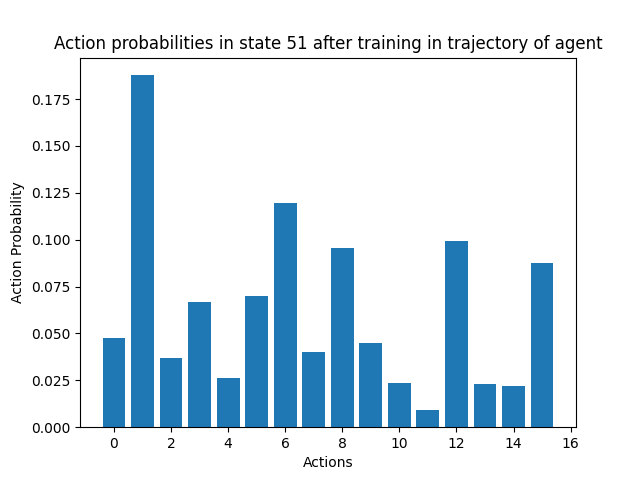 Action probabilities in state 51 after training in trajectory of agent
0.175
0.150
0.125
0.100
0.075
0.050
0.025
0.000
Action Probability
0 2 4 6 8 10 12 14 16
Actions